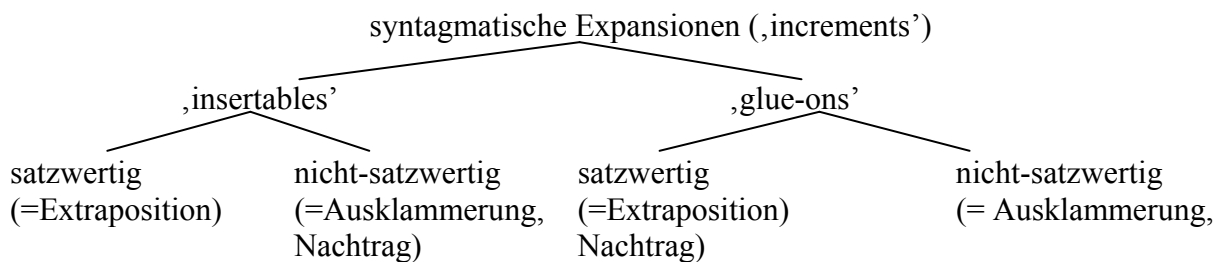 syntagmatische Expansionen (‚increments’)
‚insertables’ ‚glue-ons’
satzwertig nicht-satzwertig satzwertig nicht-satzwertig
(=Extraposition) (=Ausklammerung, (=Extraposition) (= Ausklammerung,
Nachtrag) Nachtrag)